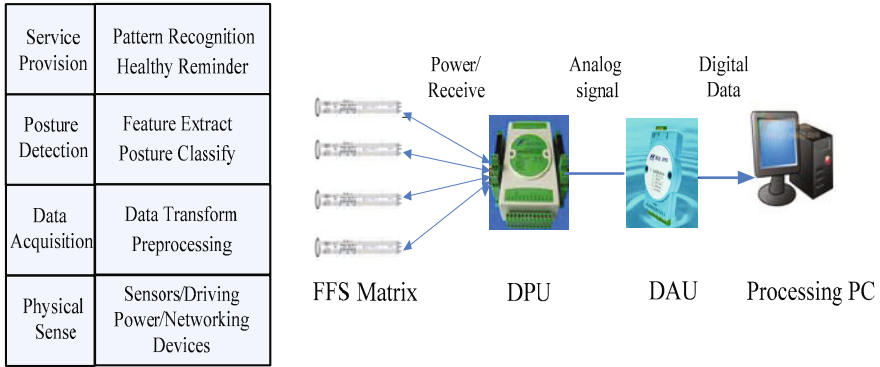 Service
Provision
Pattern Recognition
Healthy Reminder
Posture
Detection
Feature Extract
Posture Classify
Data
Acquisition
Data Transform
Preprocessing
Physical
Sense
Sensors/Driving
Power/Networking
Devices
Power/
Receive
Analog
signal
Digital
Data
FFS Matrix
DPU
DAU
Processing PC